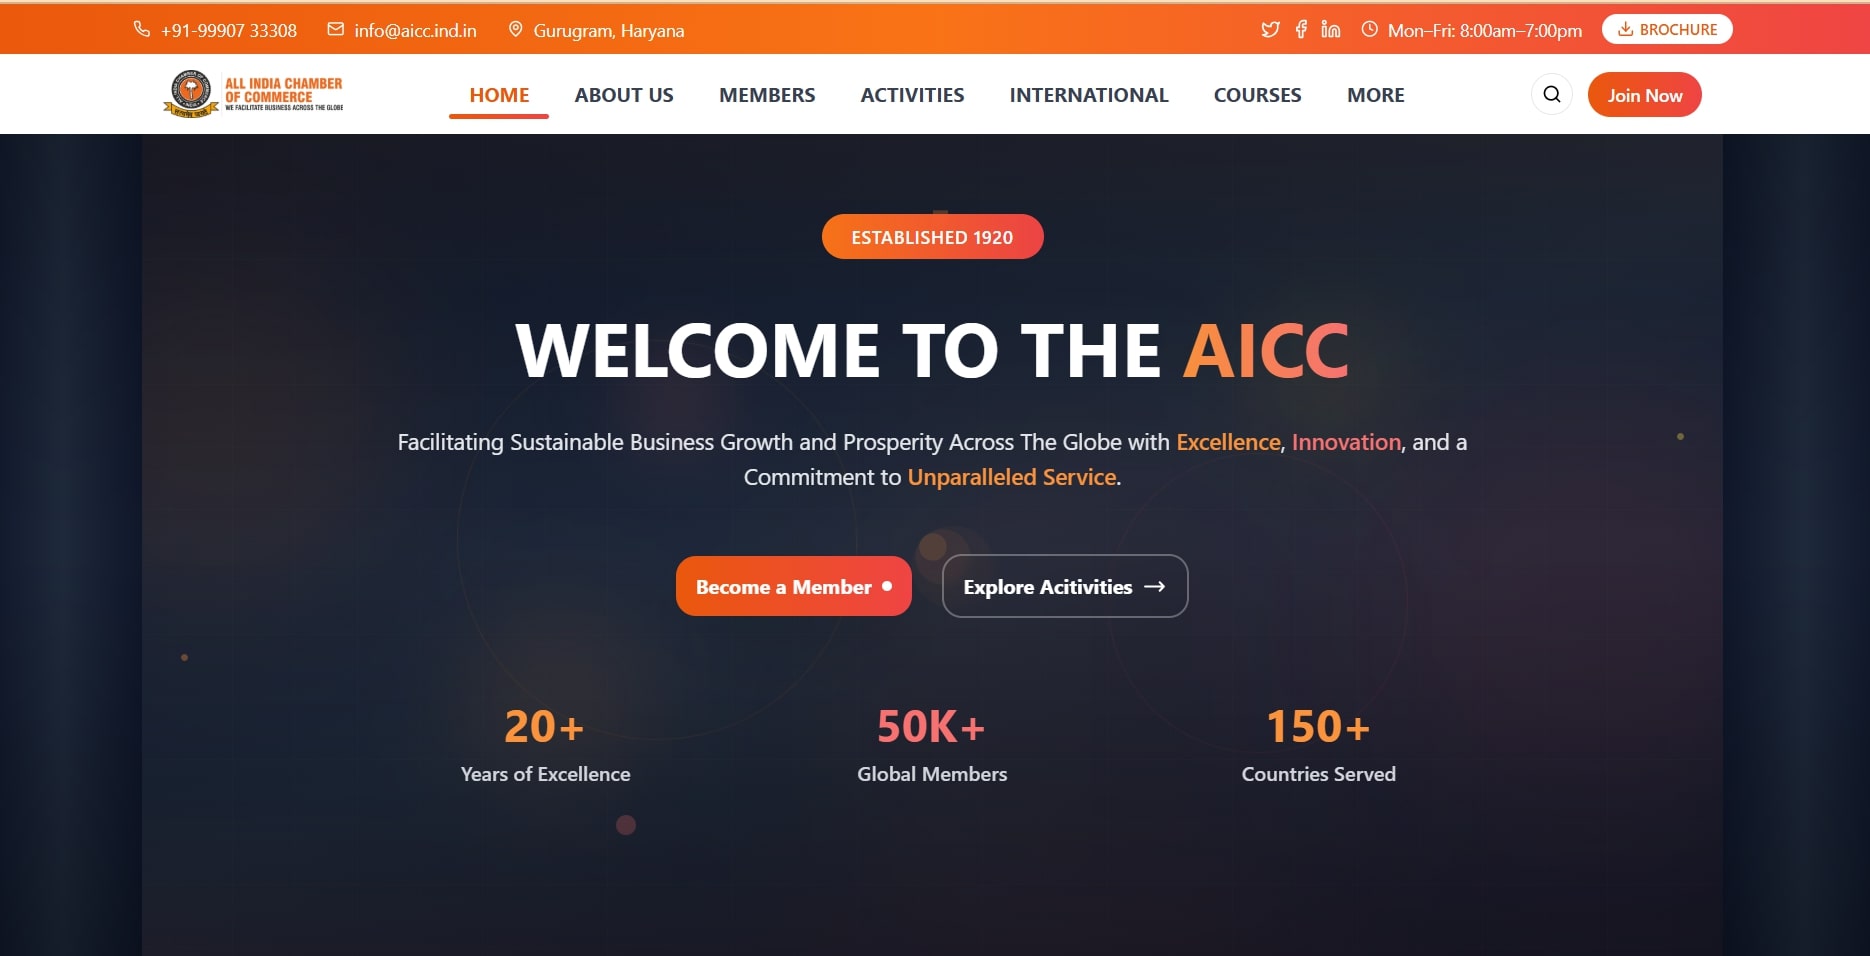 +91-99907 33308 info@aicc.ind.in Gurugram, Haryana Mon–Fri: 8:00am–7:00pm BROCHURE
ALL INDIA CHAMBER
OF COMMERCE
WE FACILITATE BUSINESS ACROSS THE GLOBE
HOME ABOUT US MEMBERS ACTIVITIES INTERNATIONAL COURSES MORE Join Now
ESTABLISHED 1920
WELCOME TO THE AICC
Facilitating Sustainable Business Growth and Prosperity Across The Globe with Excellence, Innovation, and a
Commitment to Unparalleled Service.
Become a Member Explore Acitivities →
20+ 50K+ 150+
Years of Excellence Global Members Countries Served